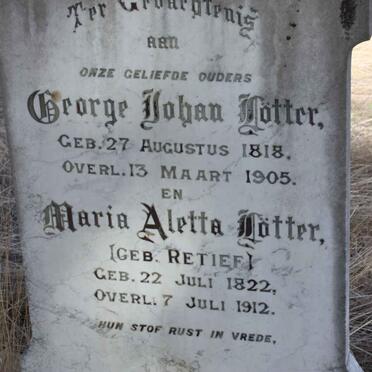 Ter Gedachtenis
aan
ONZE GELIEFDE OUDERS
George Johan Lötter,
GEB. 27 AUGUSTUS 1818.
OVERL. 13 MAART 1905.
EN
Maria Aletta Lötter,
[GEB. RETIEF]
GEB. 22 JULI 1822,
OVERL. 7 JULI 1912.
HUN STOF RUST IN VREDE,